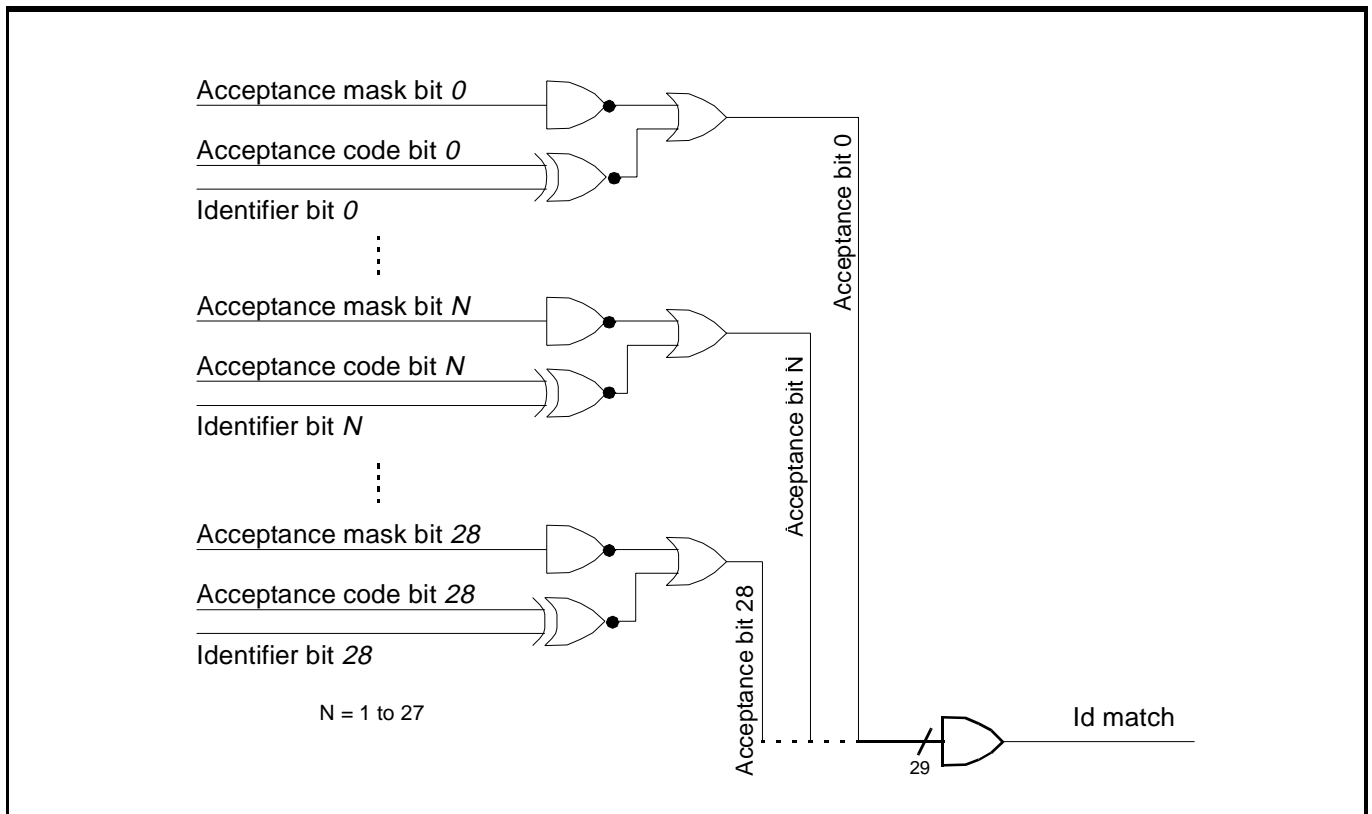 Acceptance mask bit 0
Acceptance code bit 0
Identifier bit 0
Acceptance mask bit N
Acceptance code bit N
Identifier bit N
Acceptance mask bit 28
Acceptance code bit 28
Identifier bit 28
N = 1 to 27
Acceptance bit 28
Acceptance bit N
Acceptance bit 0
29
Id match